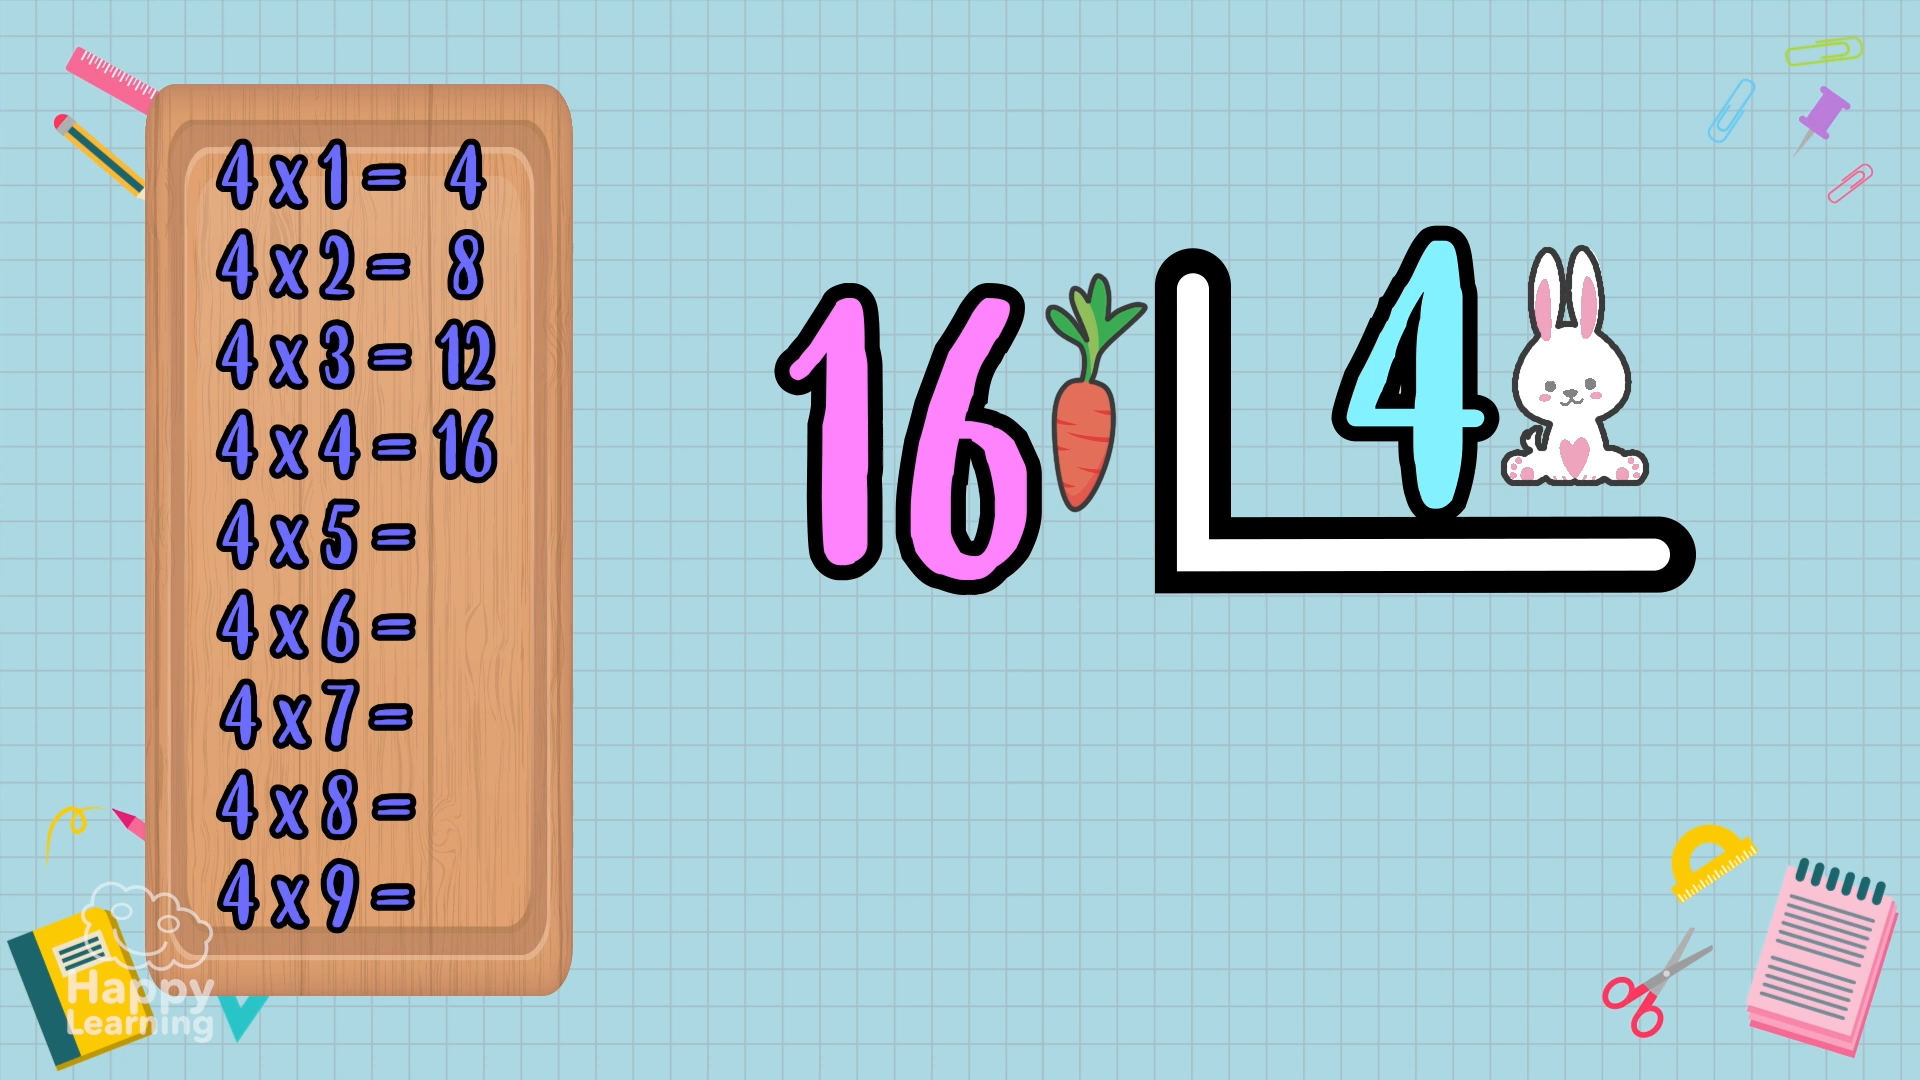 4 x 1 = 4
4 x 2 = 8
4 x 3 = 12
4 x 4 = 16
4 x 5 =
4 x 6 =
4 x 7 =
4 x 8 =
4 x 9 =
16 4
Happy
Learning